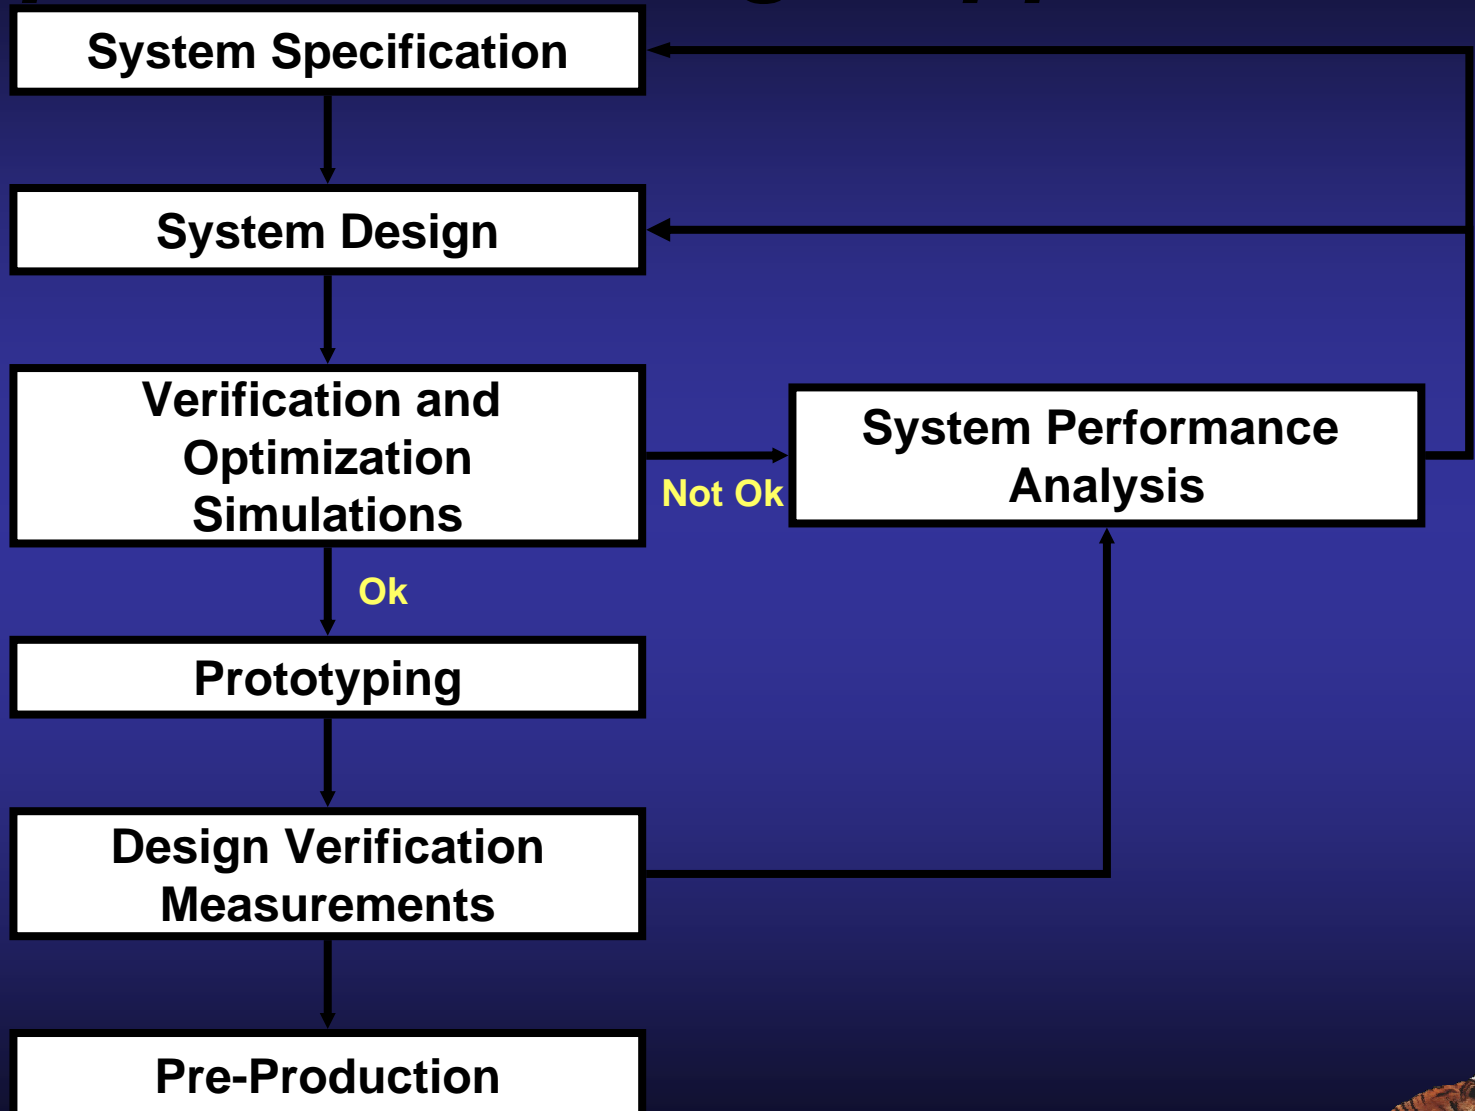 System Specification
System Design
Verification and
Optimization
Simulations
Not Ok
System Performance
Analysis
Ok
Prototyping
Design Verification
Measurements
Pre-Production